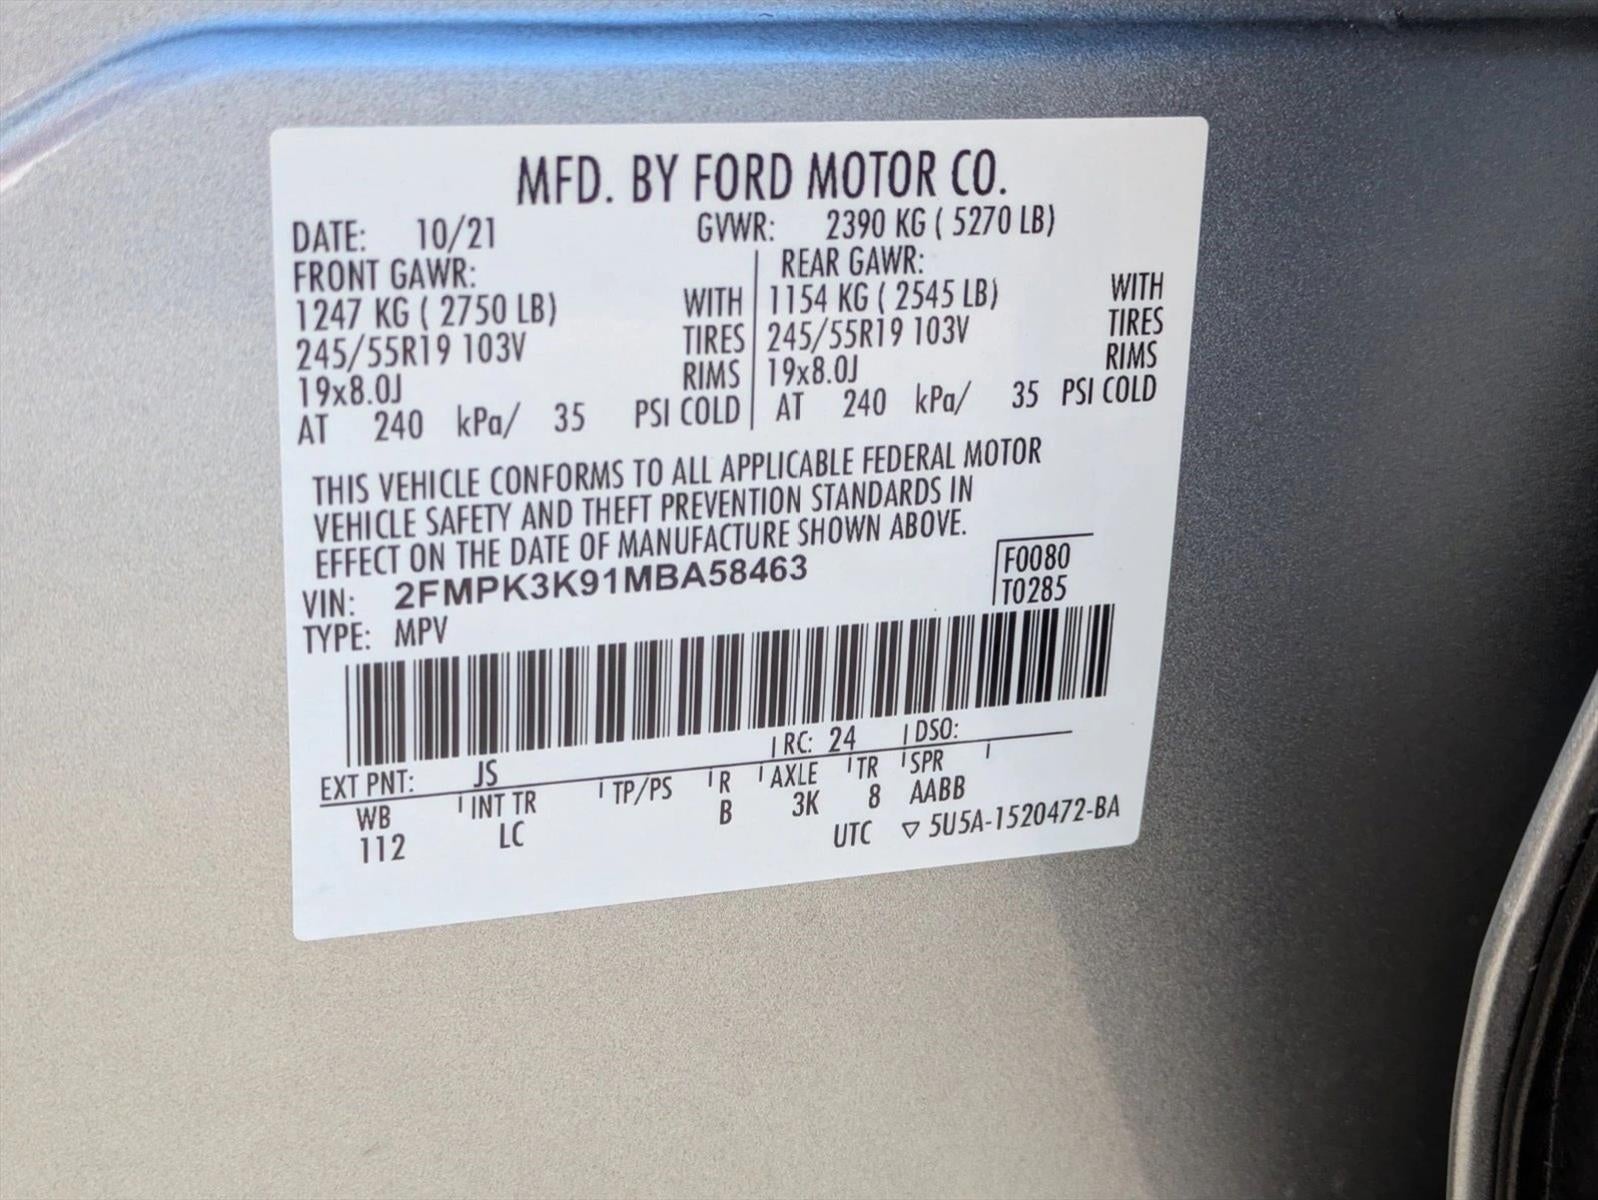 MFD. BY FORD MOTOR CO.
DATE: 10/21 GVWR: 2390 KG ( 5270 LB)
FRONT GAWR: REAR GAWR:
1247 KG ( 2750 LB) WITH 1154 KG ( 2545 LB) WITH
245/55R19 103V TIRES 245/55R19 103V TIRES
19x8.0J RIMS 19x8.0J RIMS
AT 240 kPa/ 35 PSI COLD AT 240 kPa/ 35 PSI COLD
THIS VEHICLE CONFORMS TO ALL APPLICABLE FEDERAL MOTOR
VEHICLE SAFETY AND THEFT PREVENTION STANDARDS IN
EFFECT ON THE DATE OF MANUFACTURE SHOWN ABOVE.
VIN: 2FMPK3K91MBA58463 F0080
TYPE: MPV T0285
EXT PNT: JS RC: 24 DSO:
WB INT TR TP/PS R AXLE TR SPR
112 LC B 3K 8 AABB
UTC ▽ 5U5A-1520472-BA